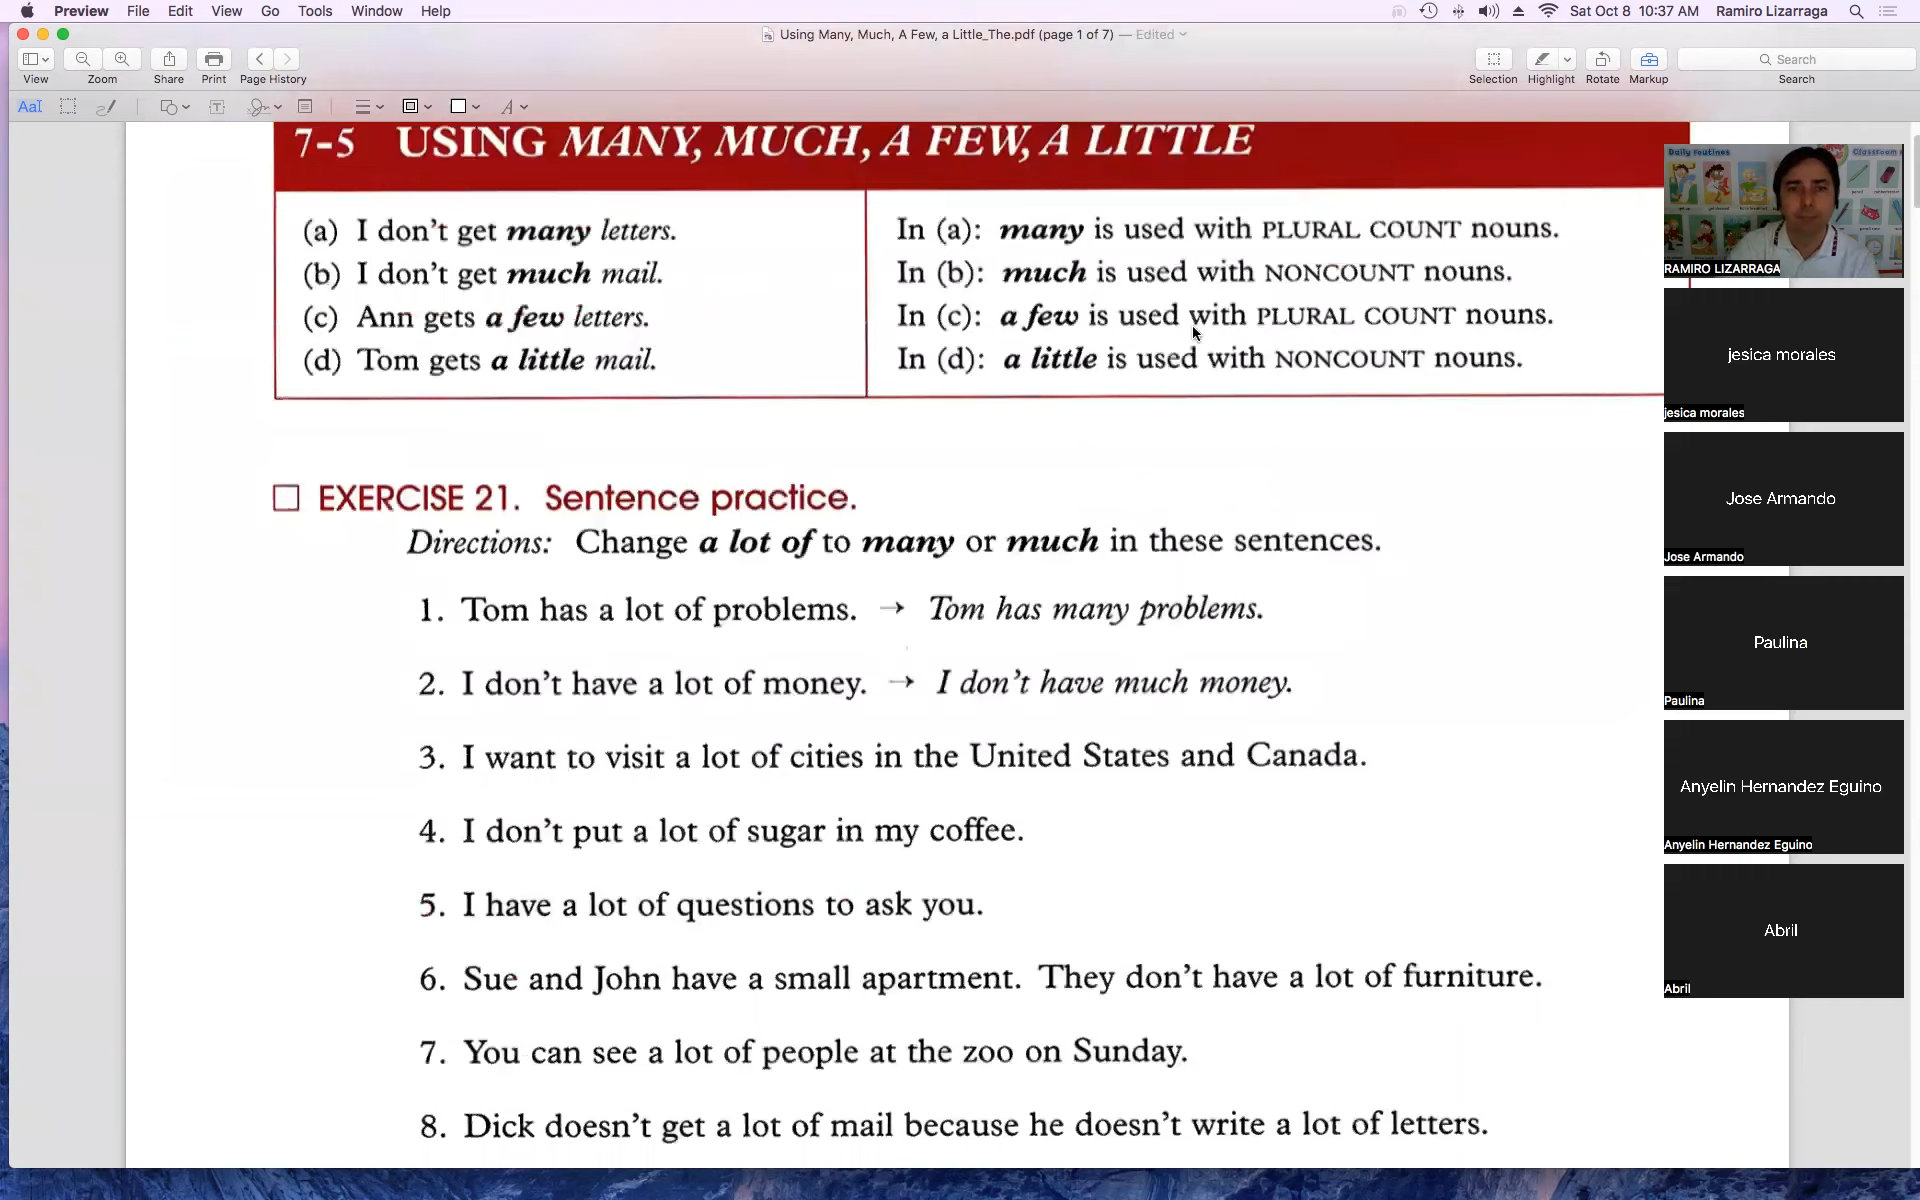 Preview File Edit View Go Tools Window Help Sat Oct 8 10:37 AM Ramiro Lizarraga
Using Many, Much, A Few, a Little_The.pdf (page 1 of 7) — Edited
View Zoom Share Print Page History Selection Highlight Rotate Markup Search
Search
AaI
7-5 USING MANY, MUCH, A FEW, A LITTLE
(a) I don't get many letters.
(b) I don't get much mail.
(c) Ann gets a few letters.
(d) Tom gets a little mail.
In (a): many is used with PLURAL COUNT nouns.
In (b): much is used with NONCOUNT nouns.
In (c): a few is used with PLURAL COUNT nouns.
In (d): a little is used with NONCOUNT nouns.
EXERCISE 21. Sentence practice.
Directions: Change a lot of to many or much in these sentences.
1. Tom has a lot of problems. → Tom has many problems.
2. I don't have a lot of money. → I don't have much money.
3. I want to visit a lot of cities in the United States and Canada.
4. I don't put a lot of sugar in my coffee.
5. I have a lot of questions to ask you.
6. Sue and John have a small apartment. They don't have a lot of furniture.
7. You can see a lot of people at the zoo on Sunday.
8. Dick doesn't get a lot of mail because he doesn't write a lot of letters.
Daily routines
Classroom
RAMIRO LIZARRAGA
jesica morales
jesica morales
Jose Armando
Jose Armando
Paulina
Paulina
Anyelin Hernandez Eguino
Anyelin Hernandez Eguino
Abril
Abril